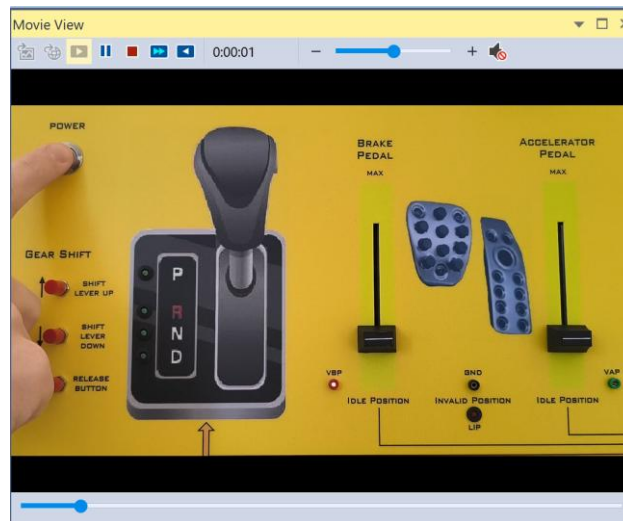 Movie View
0:00:01
POWER
BRAKE
PEDAL
MAX
ACCELERATOR
PEDAL
MAX
GEAR SHIFT
SHIFT
LEVER UP
SHIFT
LEVER
DOWN
RELEASE
BUTTON
P
R
N
D
VBP
GND
VAP
IDLE POSITION
INVALID POSITION
IDLE POSITION
LIP